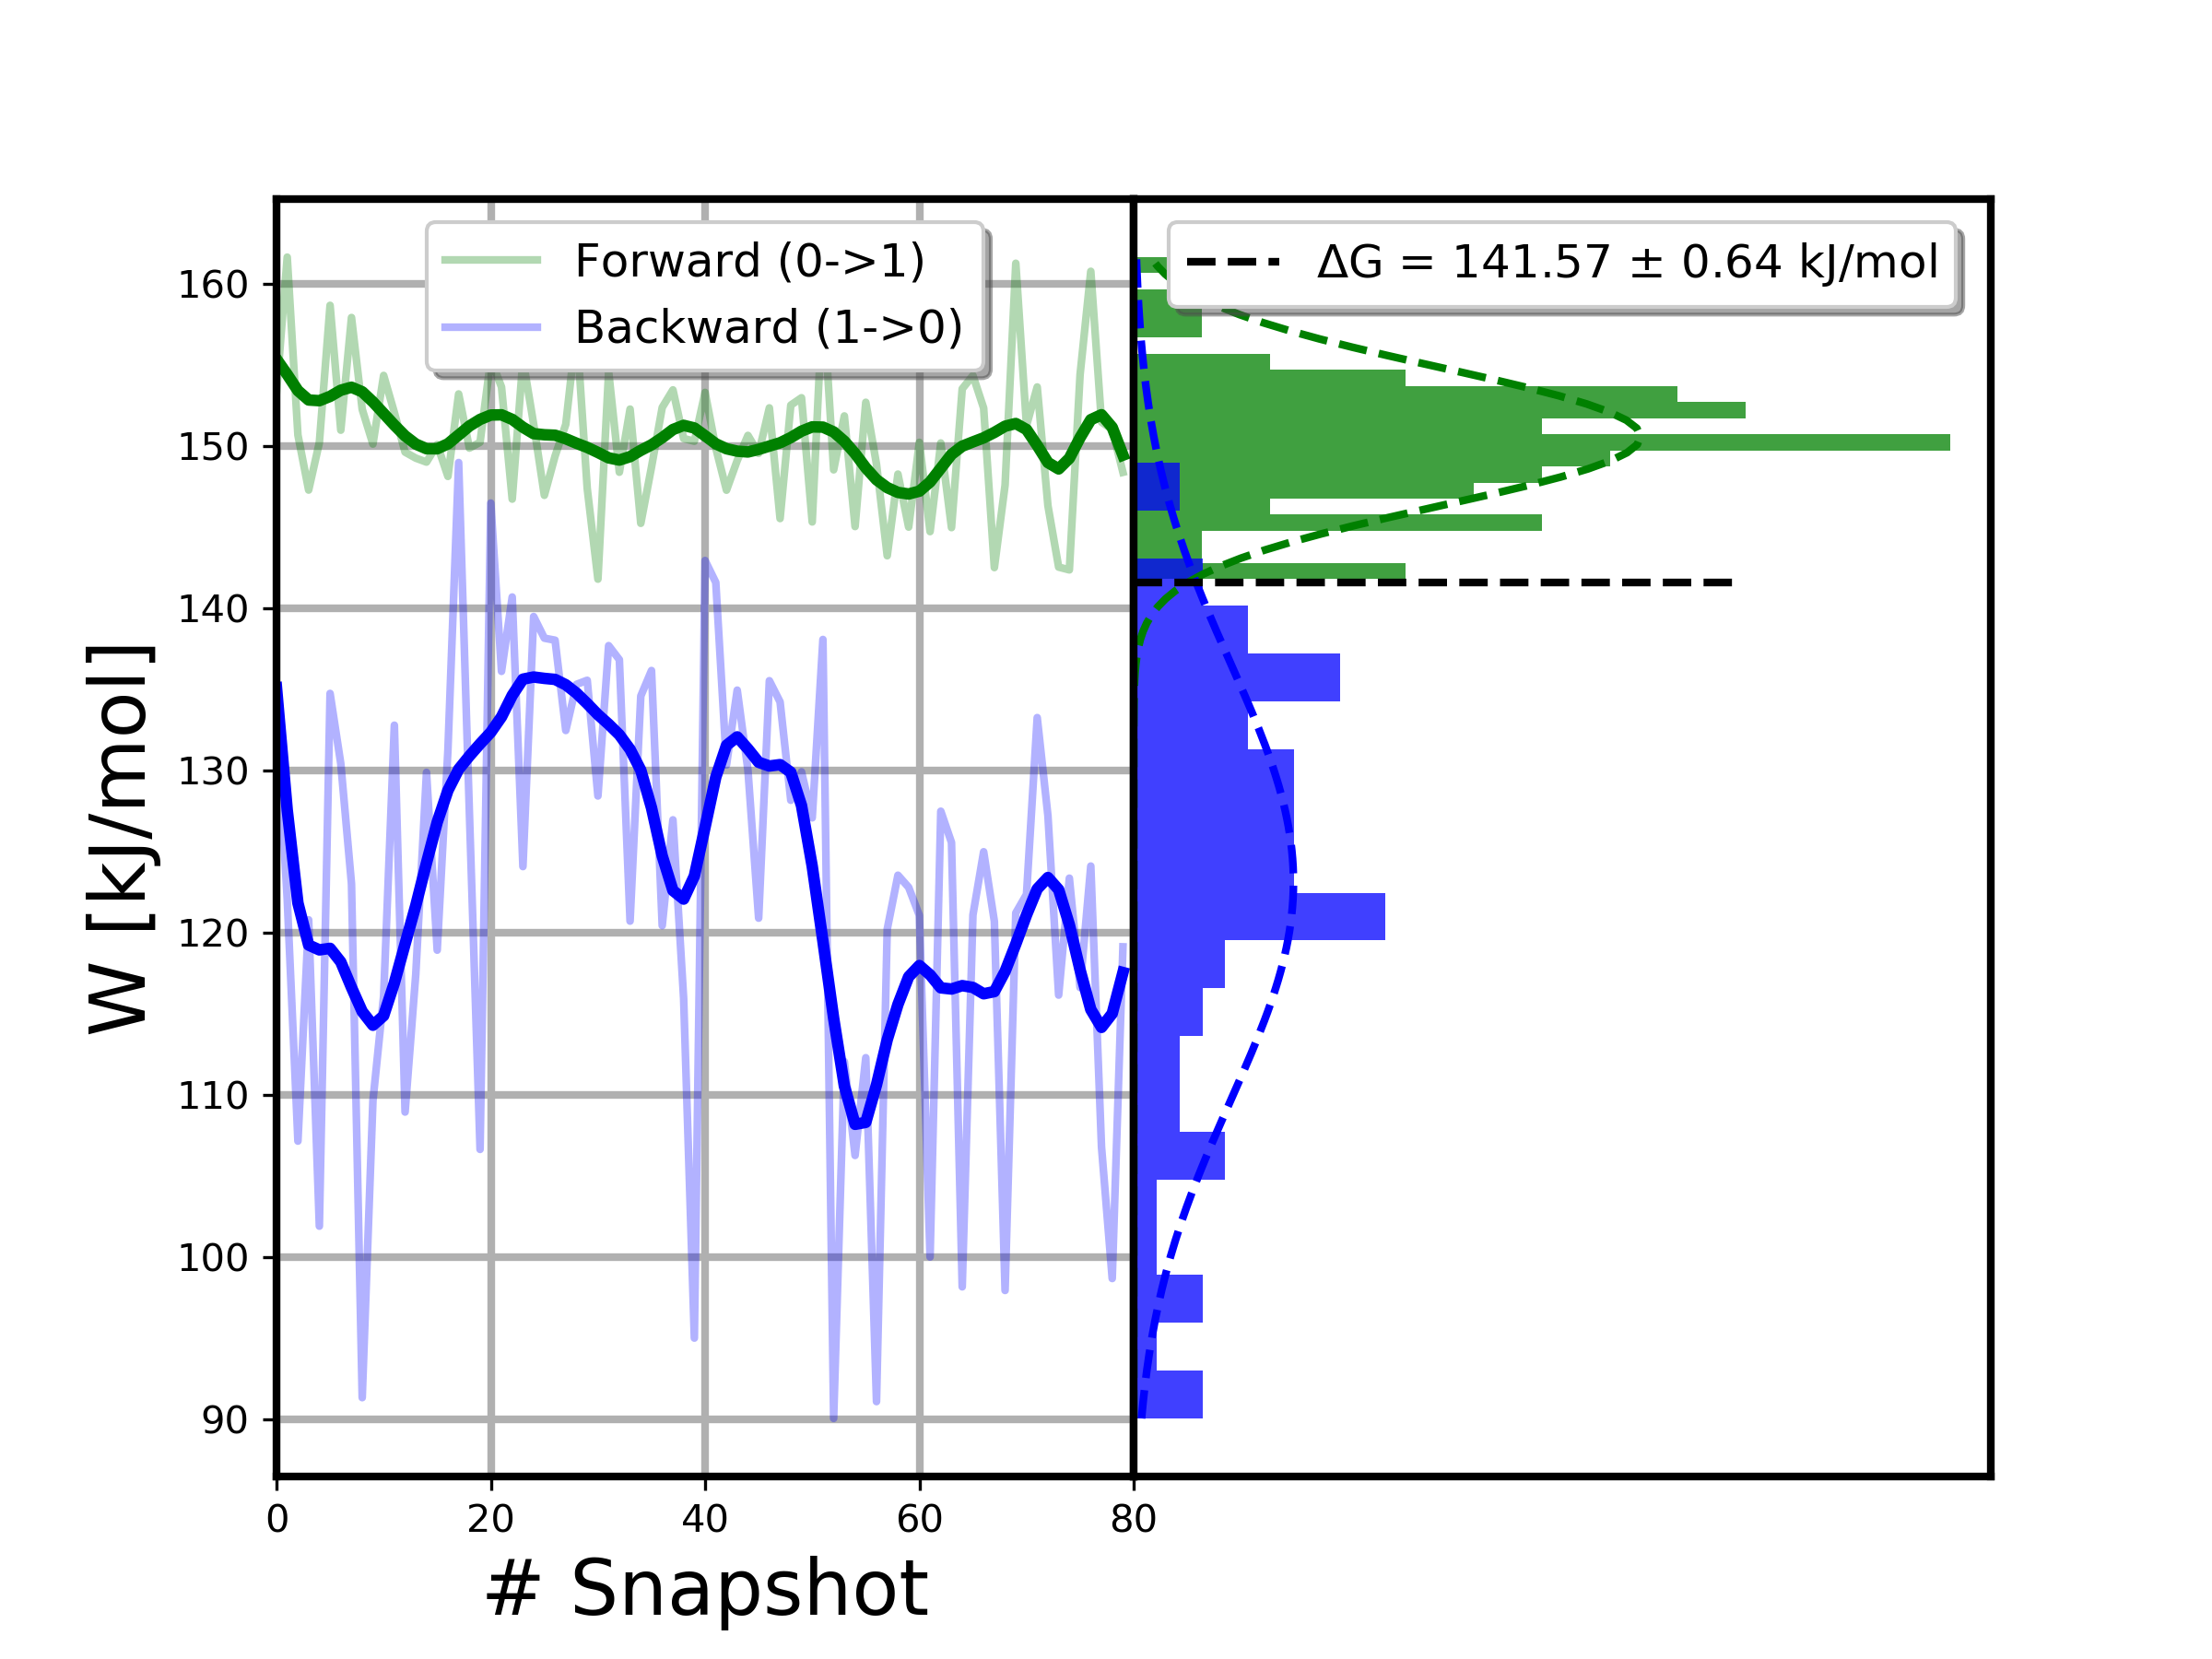 Forward (0->1)
Backward (1->0)
ΔG = 141.57 ± 0.64 kJ/mol
160
150
140
130
120
110
100
90
W [kJ/mol]
0 20 40 60 80
# Snapshot